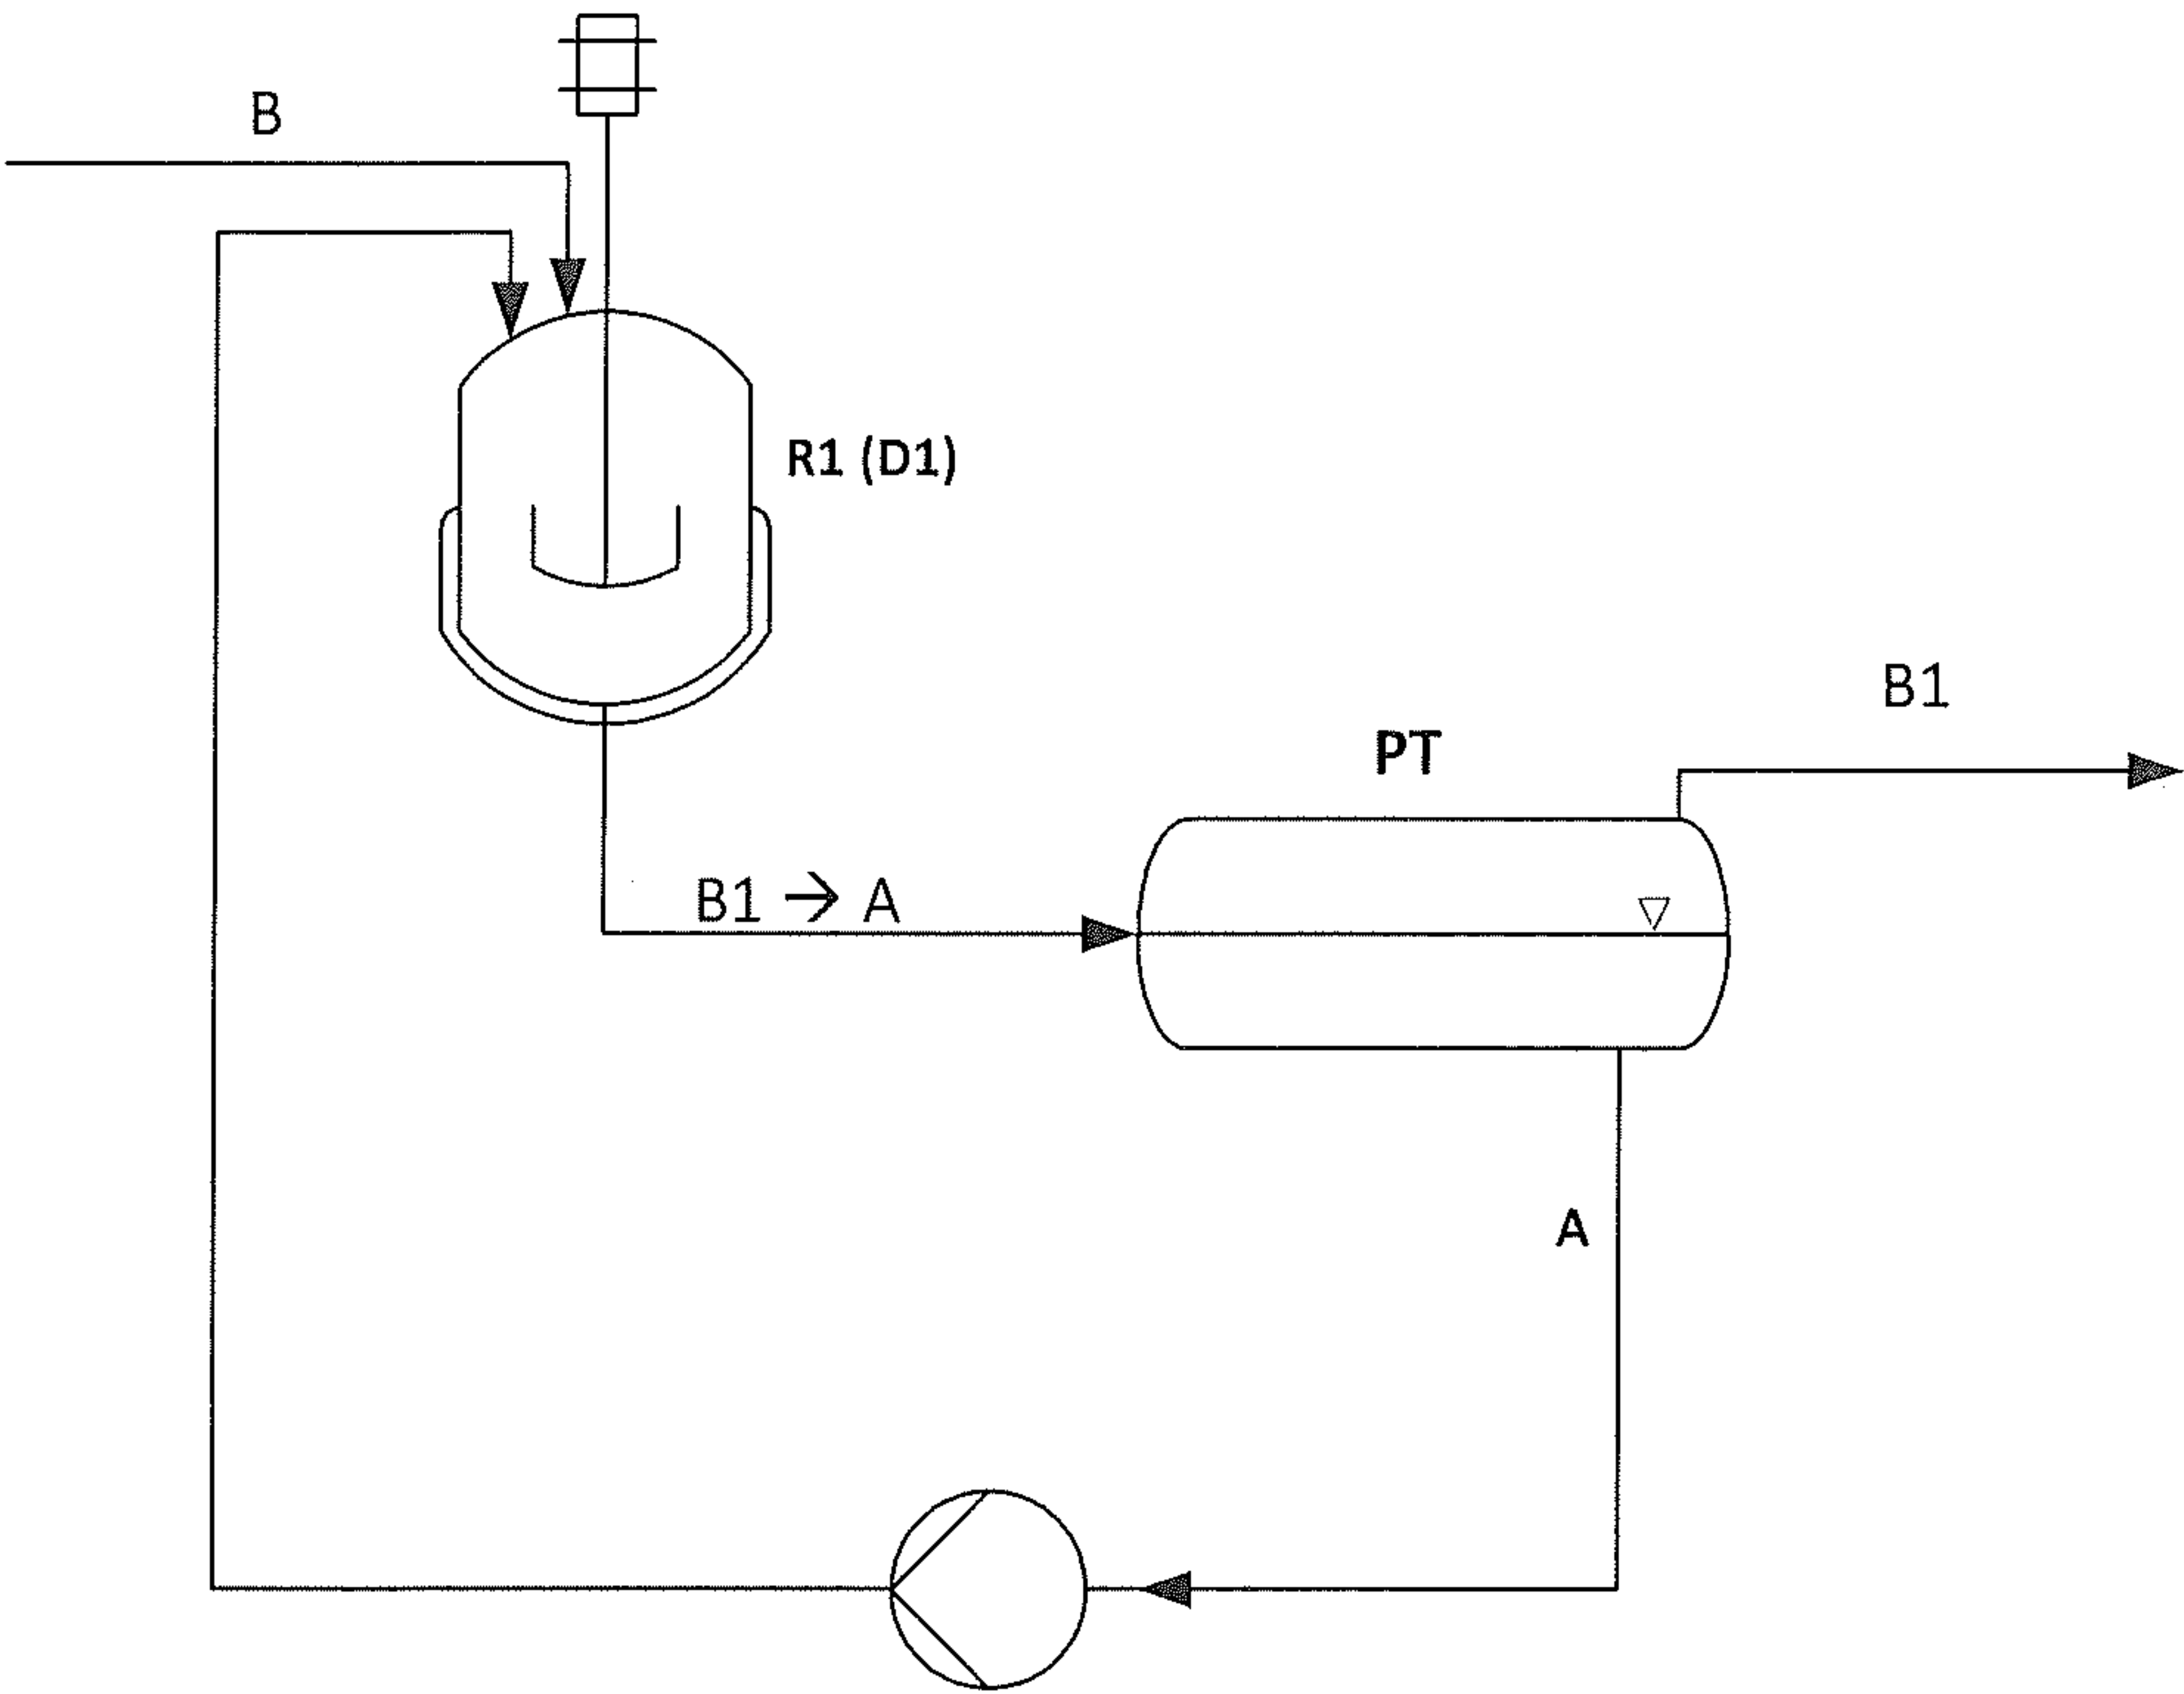 B
R1 (D1)
B1
PT
B1 → A
A